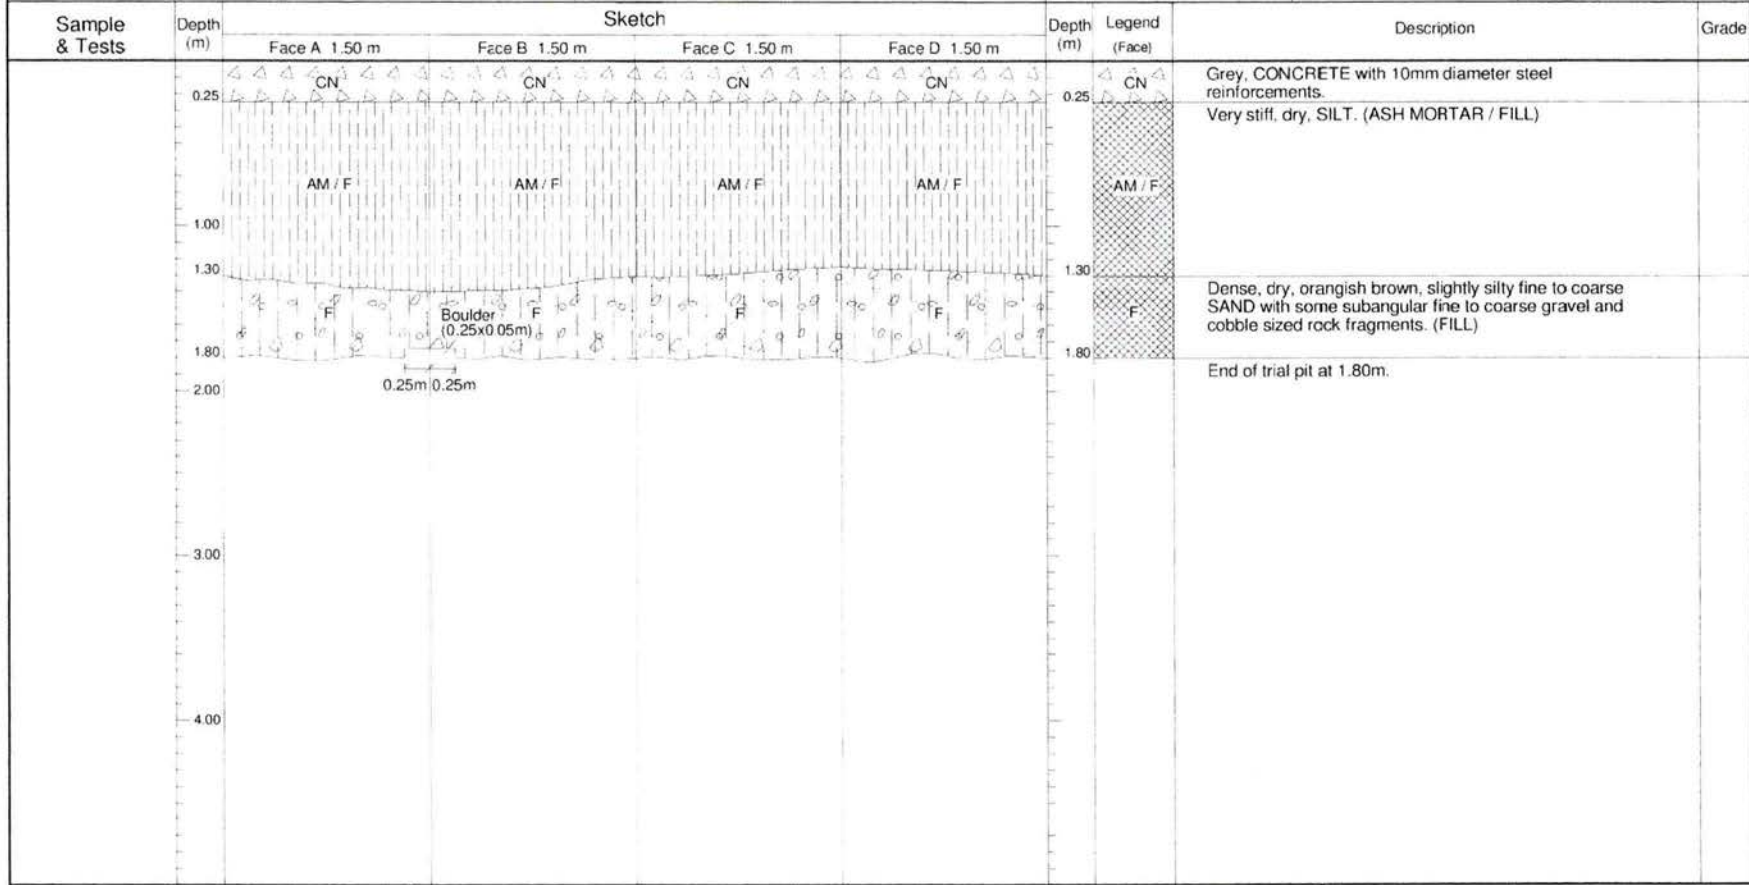 Sample
& Tests
Depth
(m)
Sketch
Face A 1.50 m
Face B 1.50 m
Face C 1.50 m
Face D 1.50 m
Depth
(m)
Legend
(Face)
Description
Grade
CN
CN
CN
CN
CN
Grey, CONCRETE with 10mm diameter steel
reinforcements.
0.25
0.25
Very stiff, dry, SILT. (ASH MORTAR / FILL)
AM / F
AM / F
AM / F
AM / F
AM / F
1.00
1.30
1.30
Dense, dry, orangish brown, slightly silty fine to coarse
SAND with some subangular fine to coarse gravel and
cobble sized rock fragments. (FILL)
F
Boulder
(0.25x0.05m)
F
F
F
F
1.80
1.80
End of trial pit at 1.80m.
0.25m 0.25m
2.00
3.00
4.00